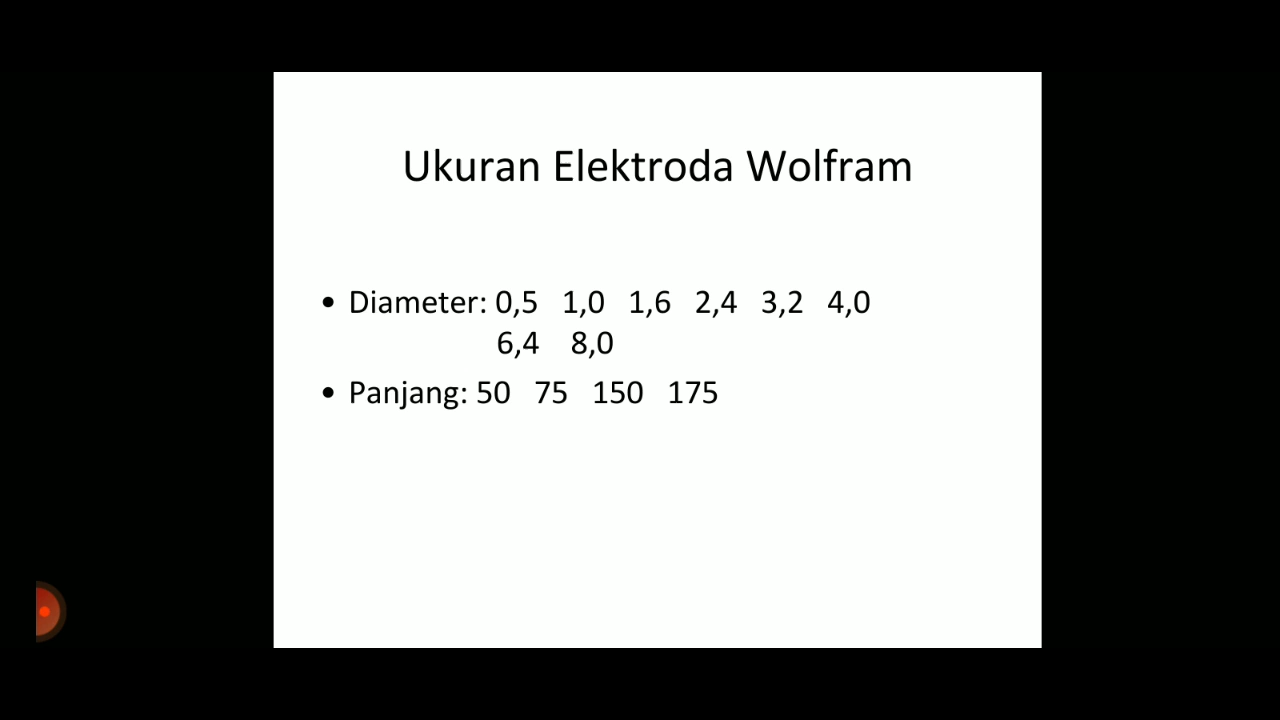 Ukuran Elektroda Wolfram
• Diameter: 0,5 1,0 1,6 2,4 3,2 4,0
6,4 8,0
• Panjang: 50 75 150 175